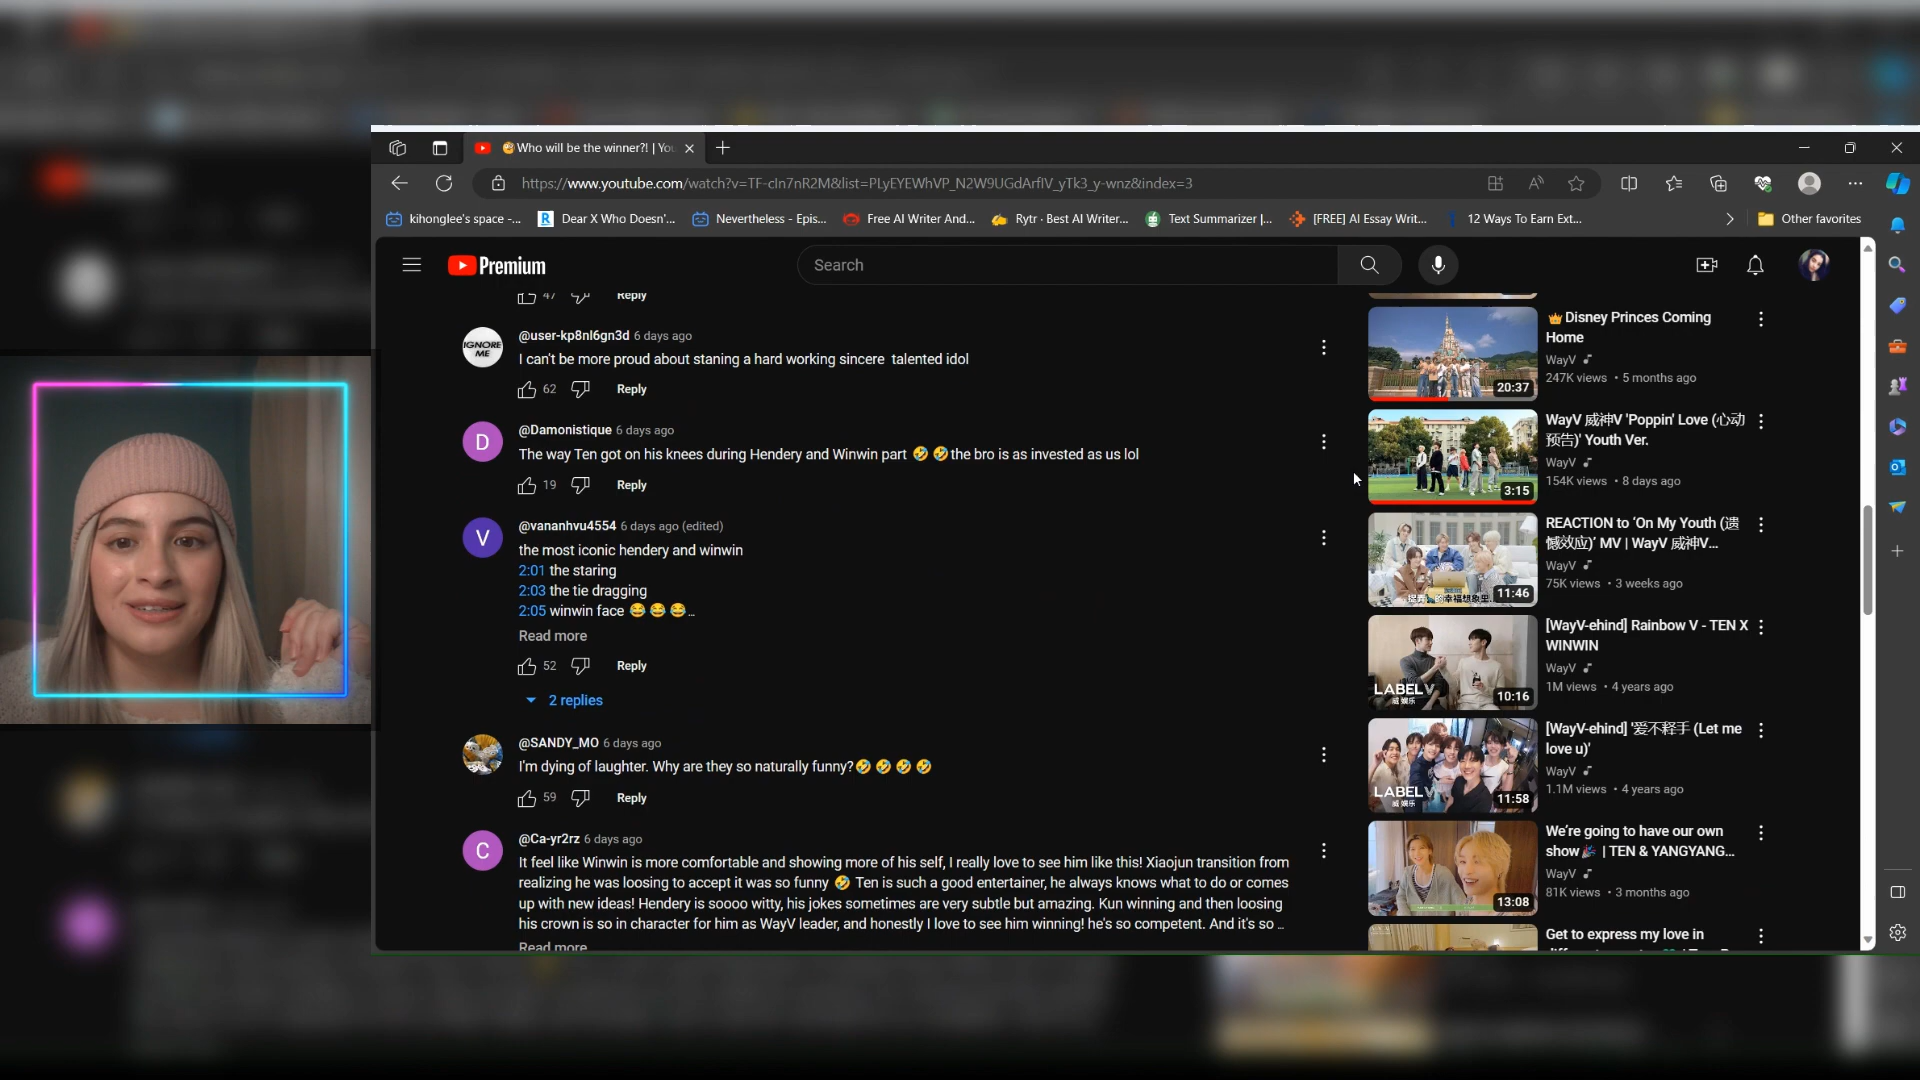 🧐Who will be the winner?! | You
https://www.youtube.com/watch?v=TF-cIn7nR2M&list=PLyEYEWhVP_N2W9UGdArfIV_yTk3_y-wnz&index=3
kihonglee's space -...
Dear X Who Doesn'...
Nevertheless - Epis...
Free AI Writer And...
Rytr - Best AI Writer...
Text Summarizer |...
[FREE] AI Essay Writ...
12 Ways To Earn Ext...
Other favorites
Premium
Search
47
Reply
IGNORE
ME
@user-kp8nl6gn3d 6 days ago
I can't be more proud about staning a hard working sincere talented idol
62
Reply
D
@Damonistique 6 days ago
The way Ten got on his knees during Hendery and Winwin part 🤣 🤣the bro is as invested as us lol
19
Reply
V
@vananhvu4554 6 days ago (edited)
the most iconic hendery and winwin
2:01 the staring
2:03 the tie dragging
2:05 winwin face 😂 😂 😂 ...
Read more
52
Reply
2 replies
@SANDY_MO 6 days ago
I'm dying of laughter. Why are they so naturally funny?🤣 🤣 🤣 🤣
59
Reply
C
@Ca-yr2rz 6 days ago
It feel like Winwin is more comfortable and showing more of his self, I really love to see him like this! Xiaojun transition from
realizing he was loosing to accept it was so funny 🤣 Ten is such a good entertainer, he always knows what to do or comes
up with new ideas! Hendery is soooo witty, his jokes sometimes are very subtle but amazing. Kun winning and then loosing
his crown is so in character for him as WayV leader, and honestly I love to see him winning! he's so competent. And it's so ...
Read more
20:37
👑Disney Princes Coming
Home
WayV
247K views • 5 months ago
3:15
WayV 威神V 'Poppin' Love (心动
预告)' Youth Ver.
WayV
154K views • 8 days ago
11:46
REACTION to 'On My Youth (遗
憾效应)' MV | WayV 威神V...
WayV
75K views • 3 weeks ago
LABEL V
威 娱乐
10:16
[WayV-ehind] Rainbow V - TEN X
WINWIN
WayV
1M views • 4 years ago
LABEL V
威 娱乐
11:58
[WayV-ehind] '爱不释手 (Let me
love u)'
WayV
1.1M views • 4 years ago
13:08
We're going to have our own
show🎉 | TEN & YANGYANG...
WayV
81K views • 3 months ago
Get to express my love in